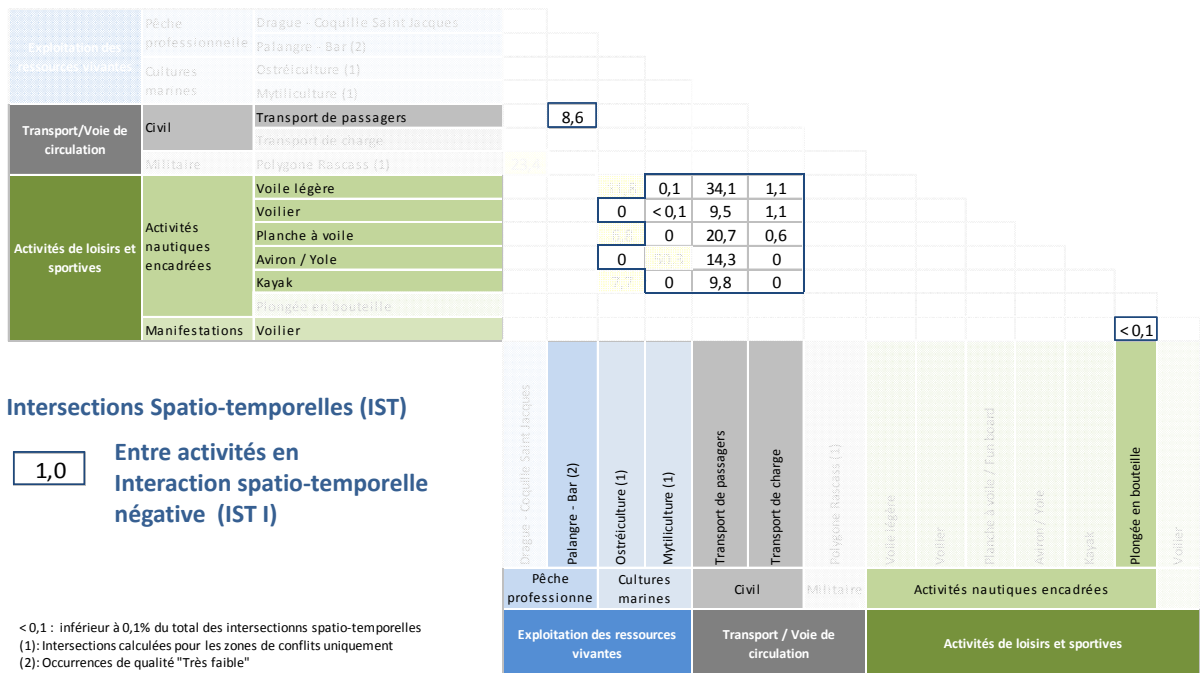 Exploitation des
ressources vivantes
Pêche
professionnelle
Drague - Coquille Saint Jacques
Palangre - Bar (2)
Cultures
marines
Ostréiculture (1)
Mytiliculture (1)
Transport/Voie de
circulation
Civil
Transport de passagers
8,6
Transport de charge
Militaire
Polygone Rascass (1)
23,4
Activités de loisirs et
sportives
Activités
nautiques
encadrées
Voile légère
0,1 34,1 1,1
Voilier
0 < 0,1 9,5 1,1
Planche à voile
6,8 0 20,7 0,6
Aviron / Yole
0 14,3 0
Kayak
0 9,8 0
Plongée en bouteille
Manifestations
Voilier
< 0,1
Intersections Spatio-temporelles (IST)
1,0
Entre activités en
Interaction spatio-temporelle
négative (IST I)
< 0,1 : inférieur à 0,1% du total des intersectionns spatio-temporelles
(1): Intersections calculées pour les zones de conflits uniquement
(2): Occurrences de qualité "Très faible"
Drague - Coquille Saint Jacques
Palangre - Bar (2)
Ostréiculture (1)
Mytiliculture (1)
Transport de passagers
Transport de charge
Polygone Rascass (1)
Voile légère
Voilier
Planche à voile / Fun board
Aviron / Yole
Kayak
Plongée en bouteille
Voilier
Pêche
professionne
Cultures
marines
Civil
Militaire
Activités nautiques encadrées
Exploitation des ressources
vivantes
Transport / Voie de
circulation
Activités de loisirs et sportives